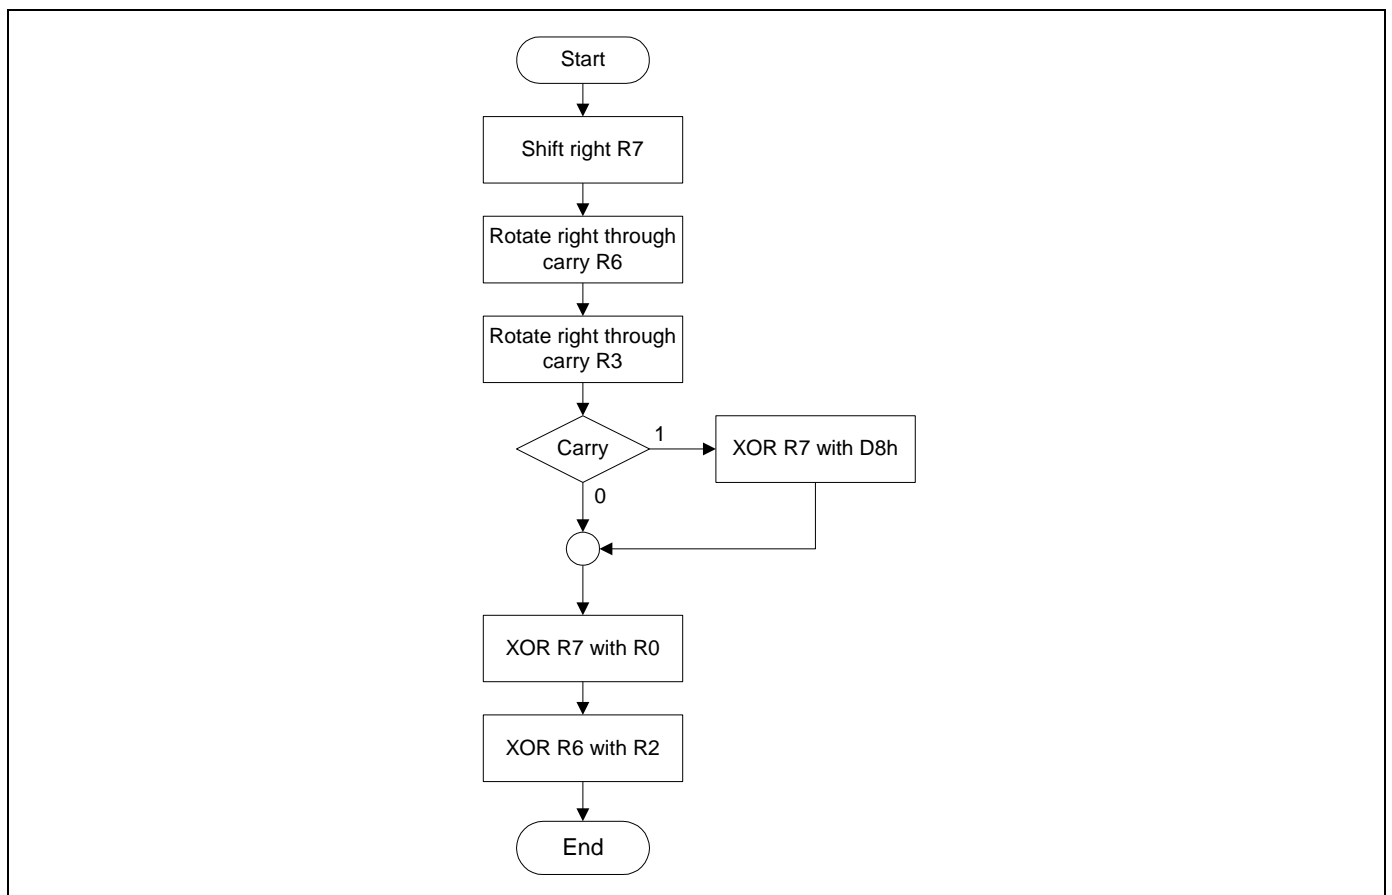 Start
Shift right R7
Rotate right through
carry R6
Rotate right through
carry R3
Carry
1
XOR R7 with D8h
0
XOR R7 with R0
XOR R6 with R2
End